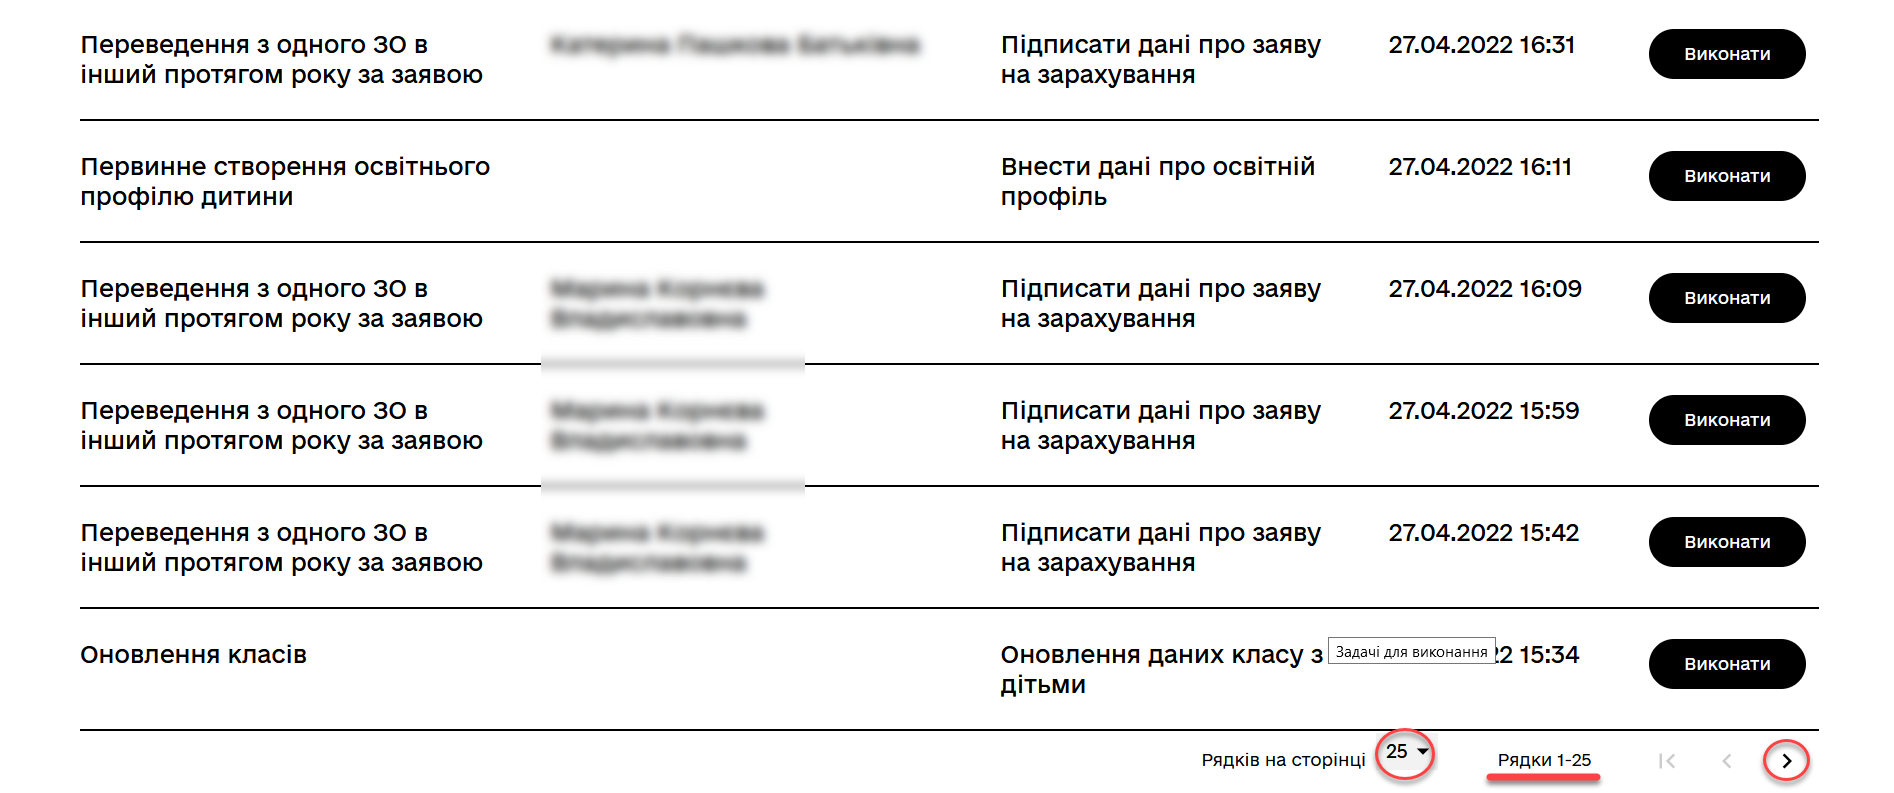 Переведення з одного ЗО в
інший протягом року за заявою
Підписати дані про заяву
на зарахування
27.04.2022 16:31
Виконати
Первинне створення освітнього
профілю дитини
Внести дані про освітній
профіль
27.04.2022 16:11
Виконати
Переведення з одного ЗО в
інший протягом року за заявою
Підписати дані про заяву
на зарахування
27.04.2022 16:09
Виконати
Переведення з одного ЗО в
інший протягом року за заявою
Підписати дані про заяву
на зарахування
27.04.2022 15:59
Виконати
Переведення з одного ЗО в
інший протягом року за заявою
Підписати дані про заяву
на зарахування
27.04.2022 15:42
Виконати
Оновлення класів
Оновлення даних класу з
дітьми
Задачі для виконання
15:34
Виконати
Рядків на сторінці
25
Рядки 1-25